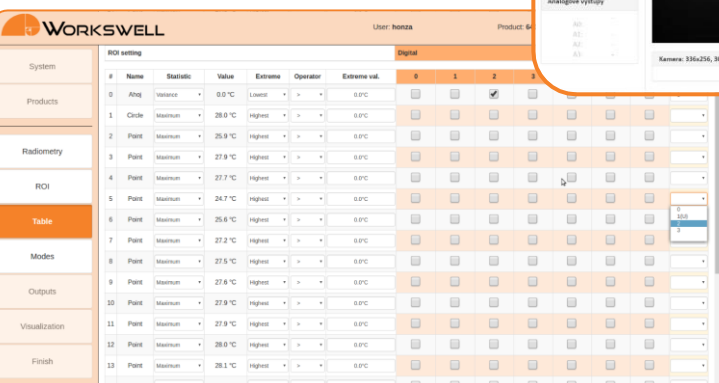 WORKSWELL
User: honza
Product:
Analogové výstupy
A0: -
A1: -
A2: -
A3: -
Kamera: 336x256,
System
Products
Radiometry
ROI
Table
Modes
Outputs
Visualization
Finish
ROI setting
Digital
# Name Statistic Value Extreme Operator Extreme val. 0 1 2 3
0 Ahoj Variance 0.0 °C Lowest > 0.0°C
1 Circle Maximum 28.0 °C Highest > 0.0°C
2 Point Maximum 25.9 °C Highest > 0.0°C
3 Point Maximum 27.9 °C Highest > 0.0°C
4 Point Maximum 27.7 °C Highest > 0.0°C
5 Point Maximum 24.7 °C Highest > 0.0°C
6 Point Maximum 25.6 °C Highest > 0.0°C
7 Point Maximum 27.2 °C Highest > 0.0°C
8 Point Maximum 27.5 °C Highest > 0.0°C
9 Point Maximum 27.6 °C Highest > 0.0°C
10 Point Maximum 27.9 °C Highest > 0.0°C
11 Point Maximum 27.9 °C Highest > 0.0°C
12 Point Maximum 28.0 °C Highest > 0.0°C
13 Point Maximum 28.1 °C Highest > 0.0°C
0
3